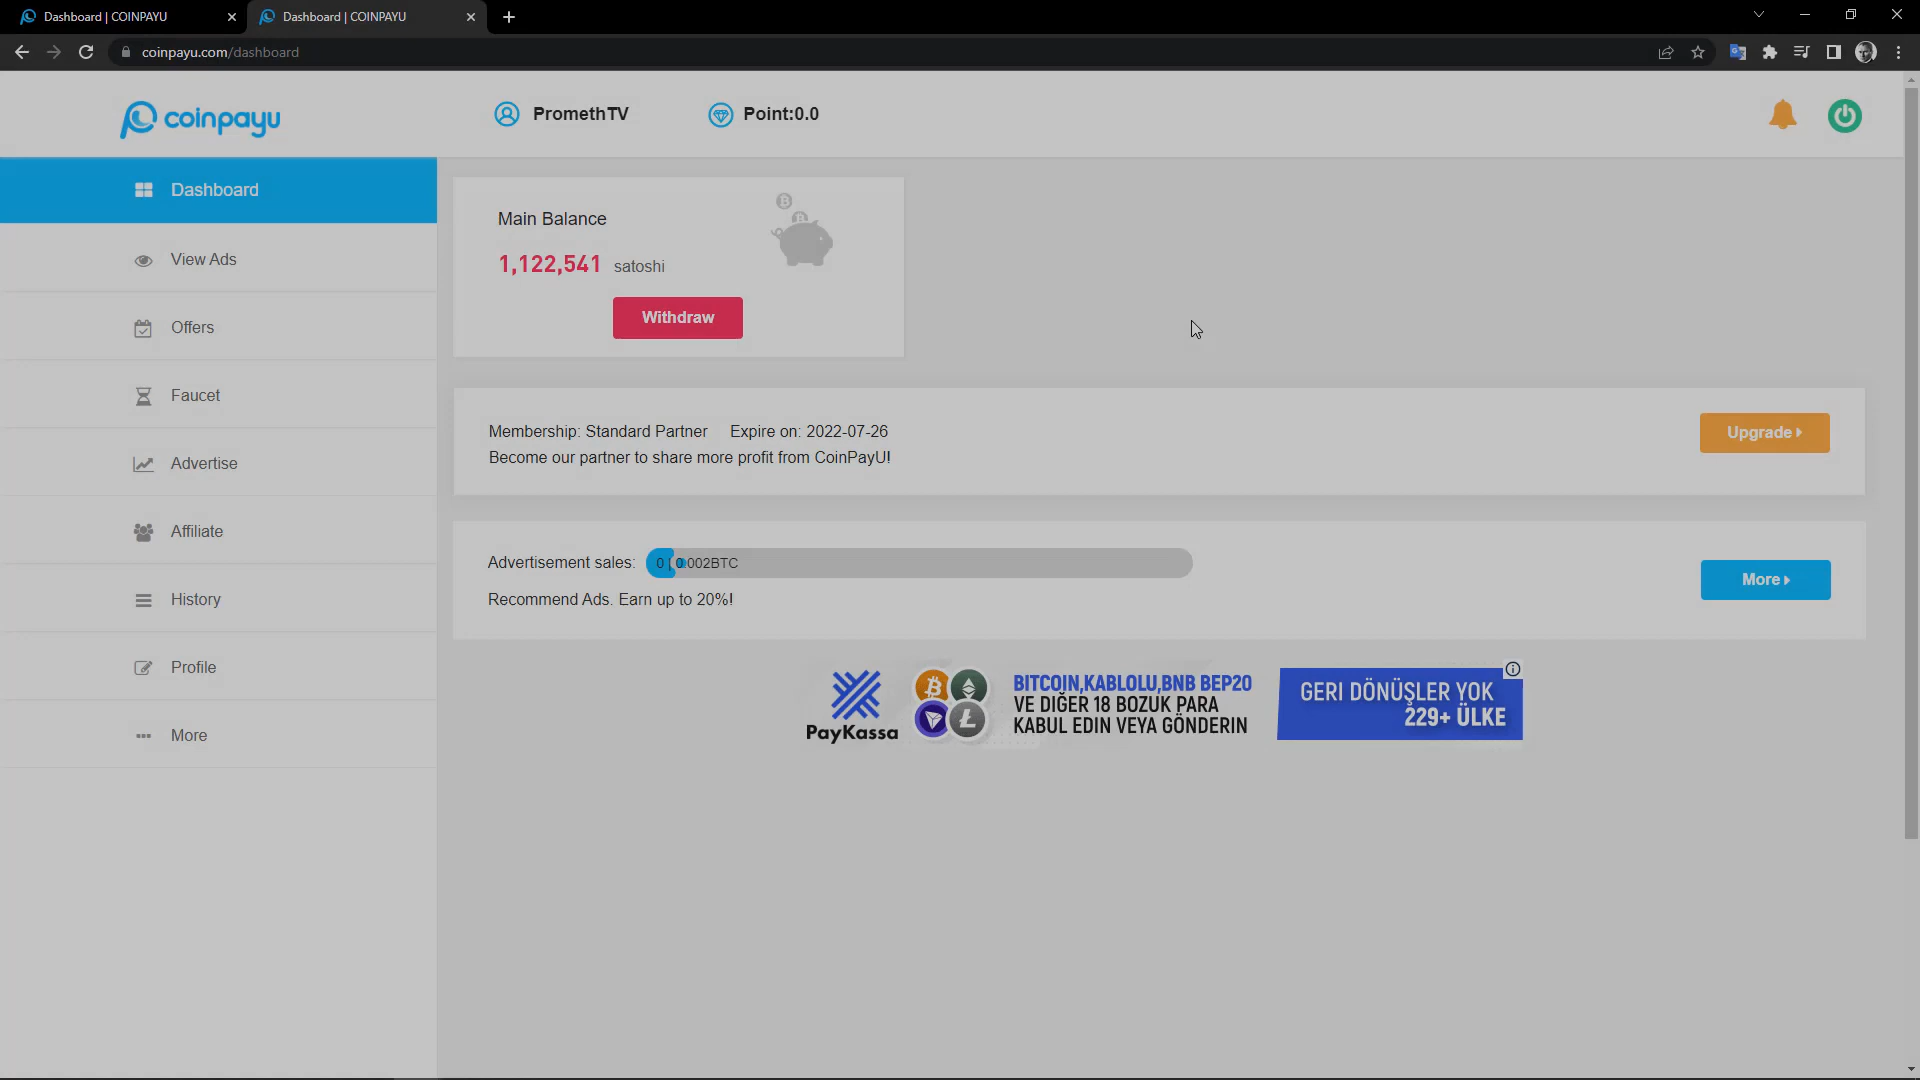 Dashboard | COINPAYU
Dashboard | COINPAYU
coinpayu.com/dashboard
coinpayu
PromethTV
Point:0.0
Dashboard
View Ads
Offers
Faucet
Advertise
Affiliate
History
Profile
More
Main Balance
1,122,541 satoshi
Withdraw
Membership: Standard Partner Expire on: 2022-07-26
Become our partner to share more profit from CoinPayU!
Upgrade
Advertisement sales: 0 | 0.002BTC
Recommend Ads. Earn up to 20%!
More
PayKassa
BITCOIN,KABLOLU,BNB BEP20
VE DIĞER 18 BOZUK PARA
KABUL EDIN VEYA GÖNDERIN
GERI DÖNÜŞLER YOK
229+ ÜLKE